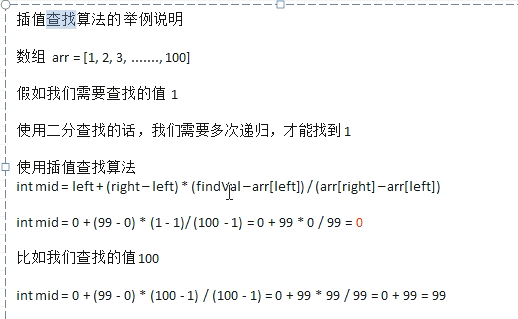 插值查找算法的举例说明
数组 arr = [1, 2, 3, ......., 100]
假如我们需要查找的值 1
使用二分查找的话，我们需要多次递归，才能找到 1
使用插值查找算法
int mid = left + (right – left) * (findVal – arr[left]) / (arr[right] – arr[left])
int mid = 0 + (99 - 0) * (1 - 1)/ (100 - 1) = 0 + 99 * 0 / 99 = 0
比如我们查找的值 100
int mid = 0 + (99 - 0) * (100 - 1) / (100 - 1) = 0 + 99 * 99 / 99 = 0 + 99 = 99